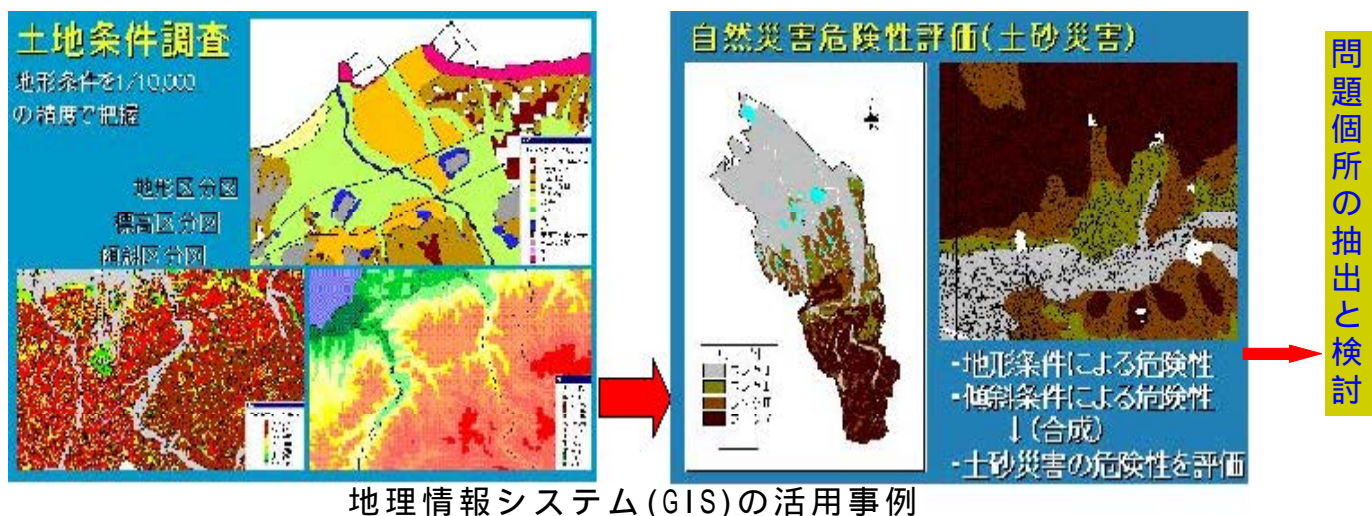 土地条件調査
地形条件を1/10,000
の精度で把握
地形区分図
標高区分図
傾斜区分図
自然災害危険性評価(土砂災害)
-地形条件による危険性
-傾斜条件による危険性
↓(合成)
-土砂災害の危険性を評価
問題個所の抽出と検討
地理情報システム(GIS)の活用事例